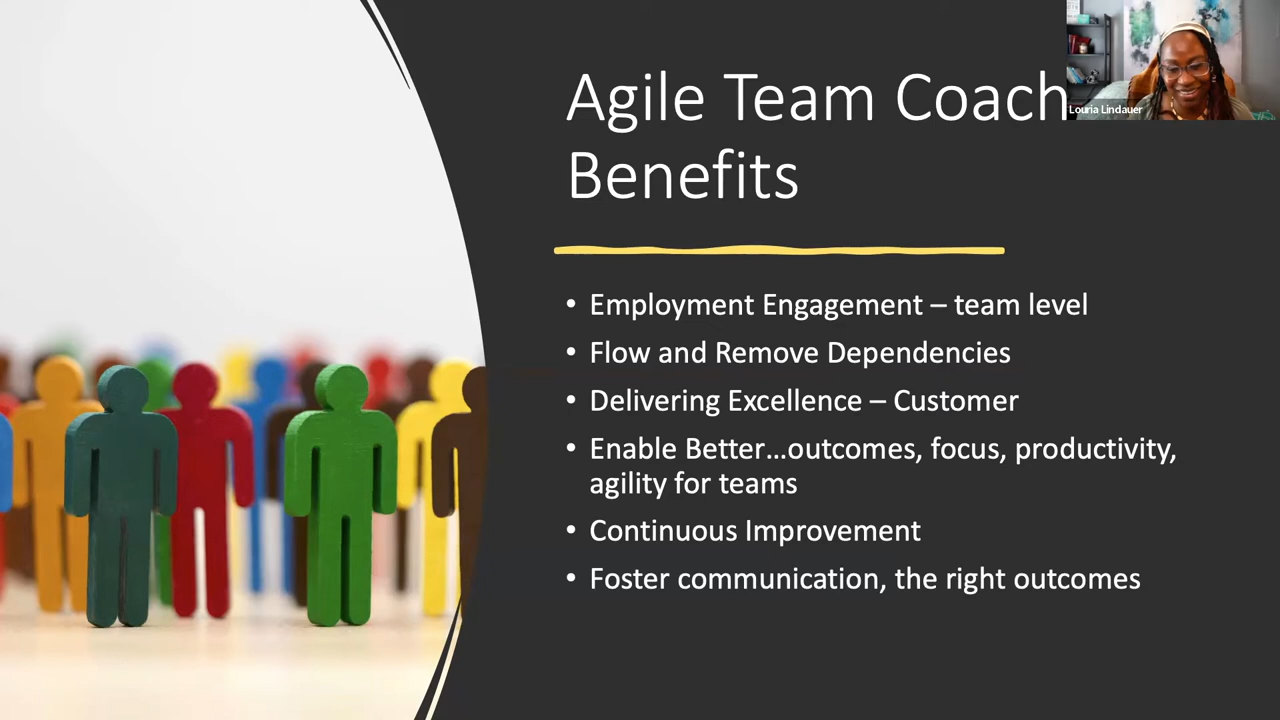 Agile Team Coach
Benefits
Louria Lindauer
• Employment Engagement – team level
• Flow and Remove Dependencies
• Delivering Excellence – Customer
• Enable Better...outcomes, focus, productivity,
agility for teams
• Continuous Improvement
• Foster communication, the right outcomes